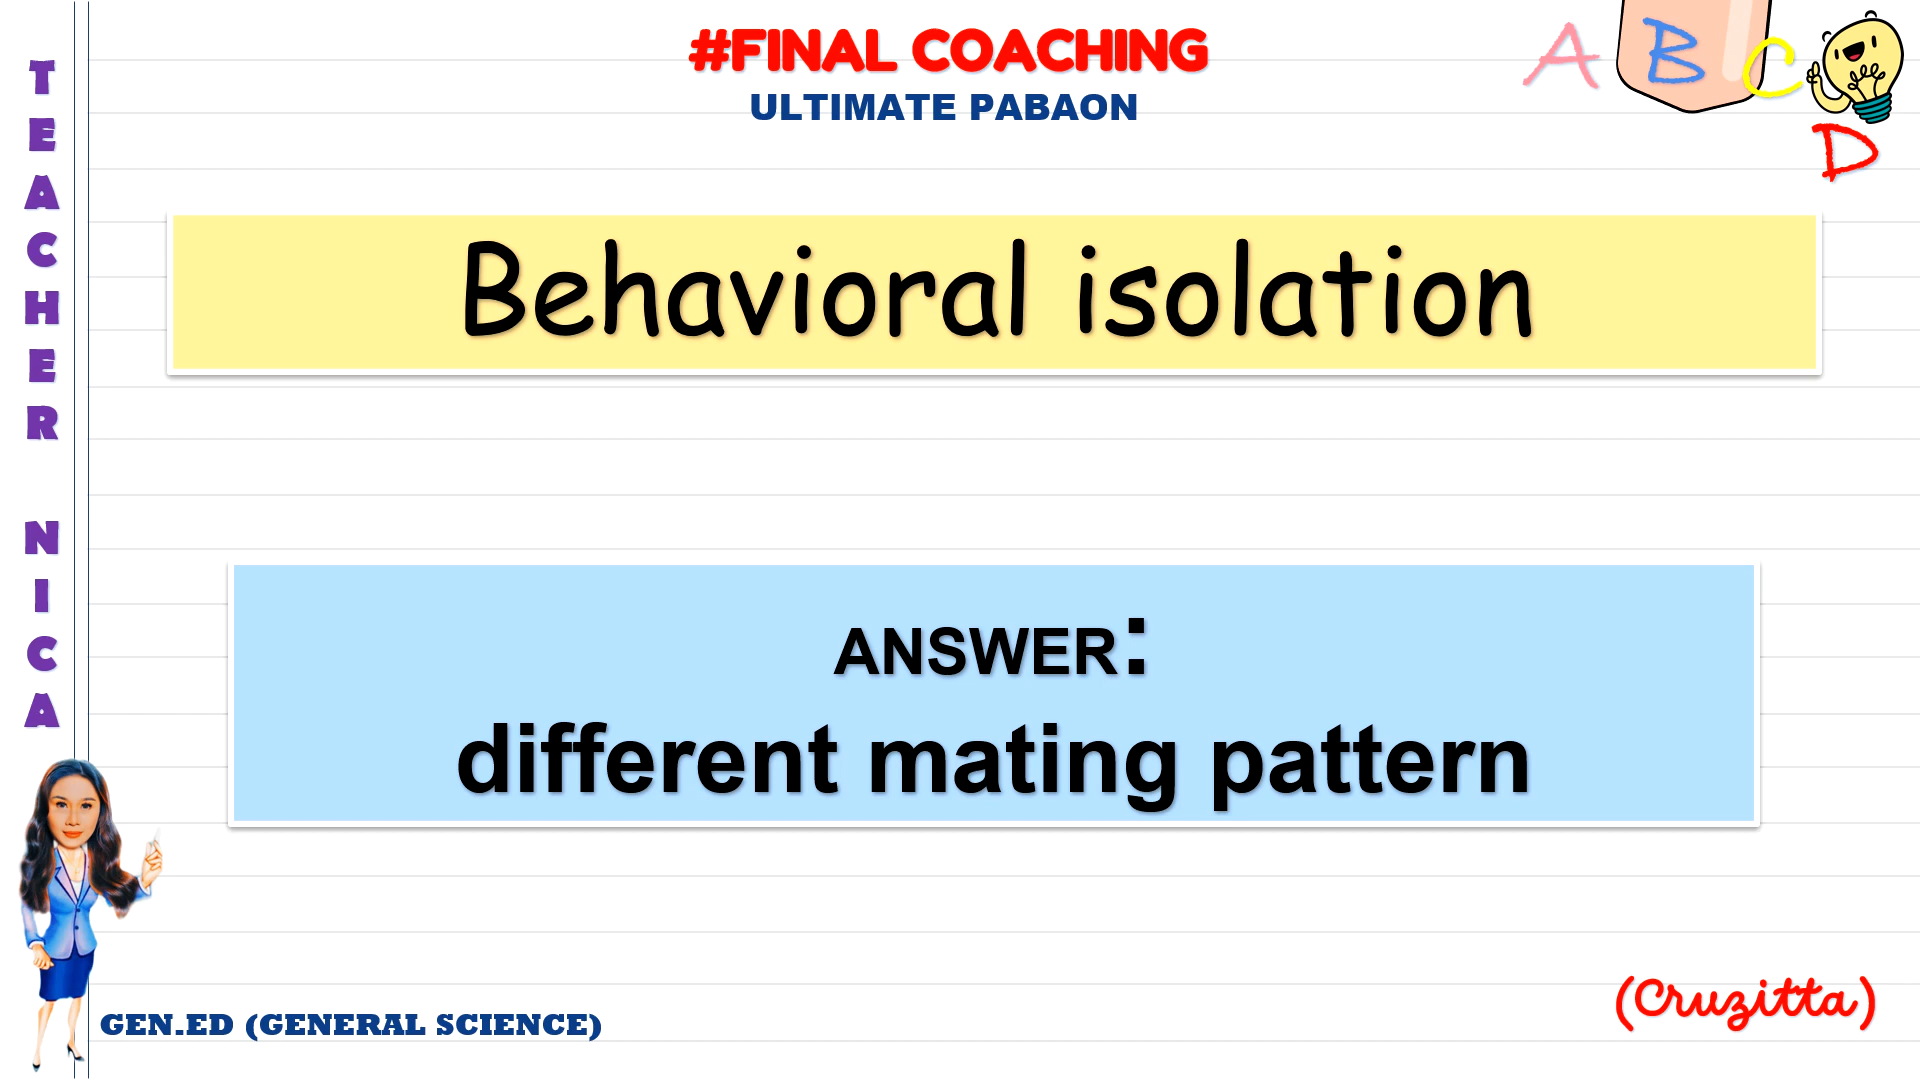 #FINAL COACHING
ULTIMATE PABAON
A B C
D
TEACHER NICA
Behavioral isolation
ANSWER:
different mating pattern
GEN.ED (GENERAL SCIENCE)
(Cruzitta)